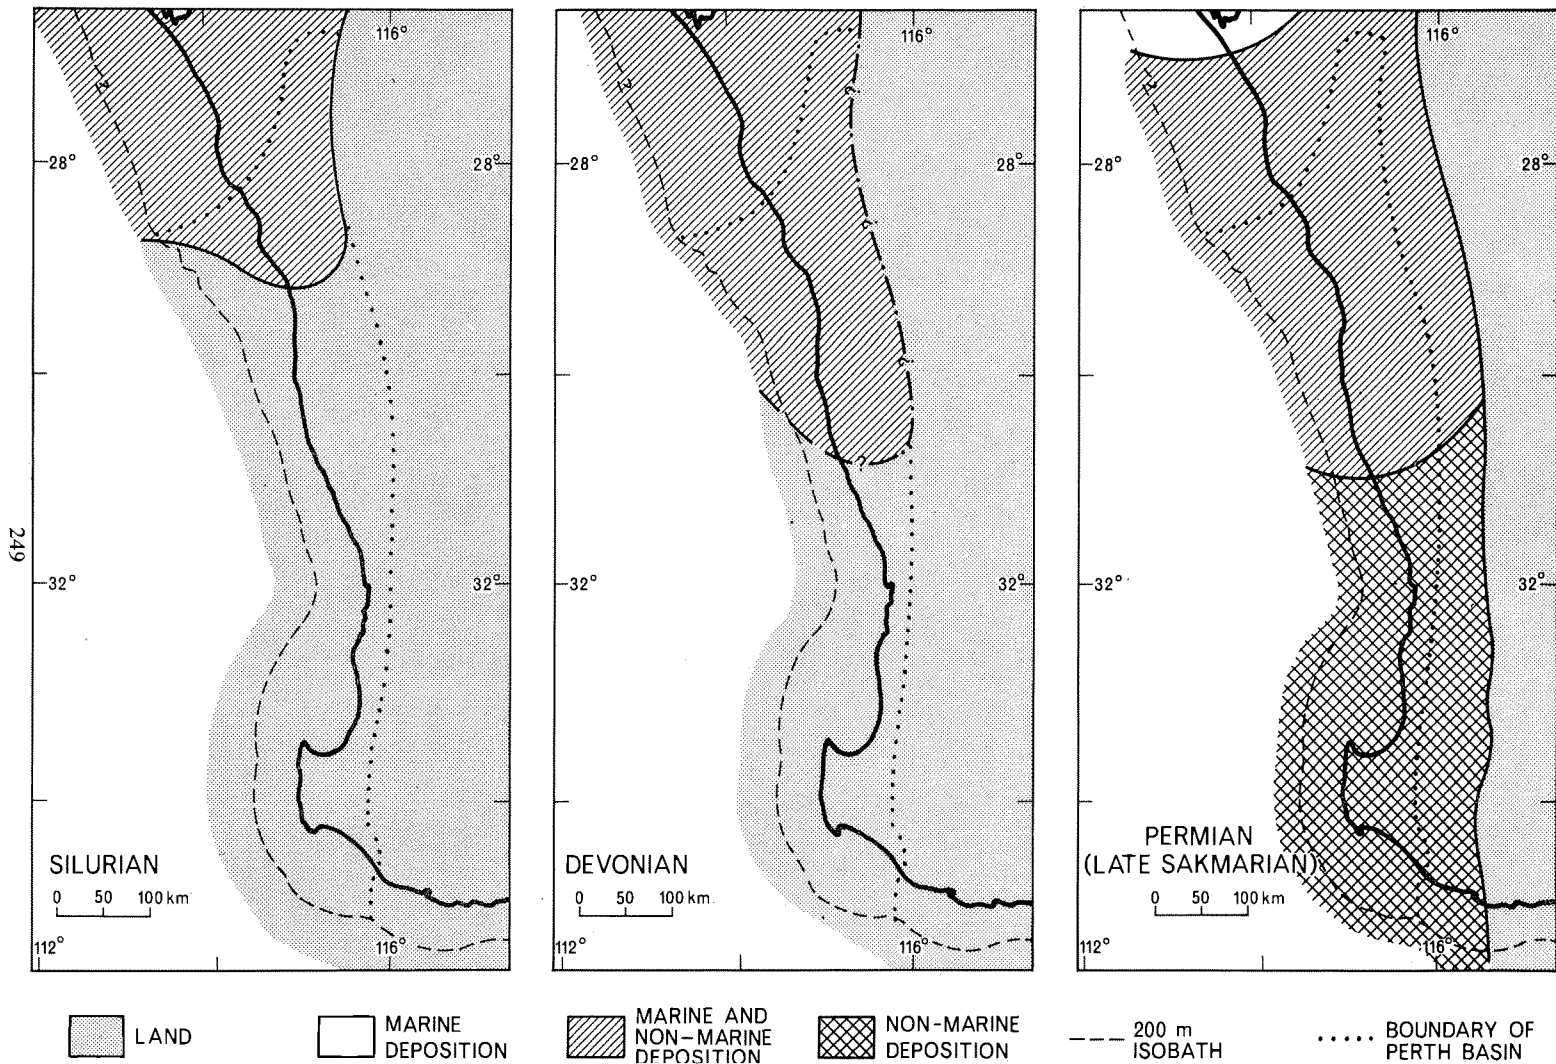 116°
28°
28°
32°
32°
SILURIAN
0 50 100 km
112°
116°
116°
?
?
?
?
28°
28°
32°
32°
DEVONIAN
0 50 100 km
112°
116°
116°
28°
28°
32°
32°
PERMIAN
(LATE SAKMARIAN)
0 50 100 km
112°
116°
249
LAND
MARINE
DEPOSITION
MARINE AND
NON-MARINE
DEPOSITION
NON-MARINE
DEPOSITION
200 m
ISOBATH
BOUNDARY OF
PERTH BASIN